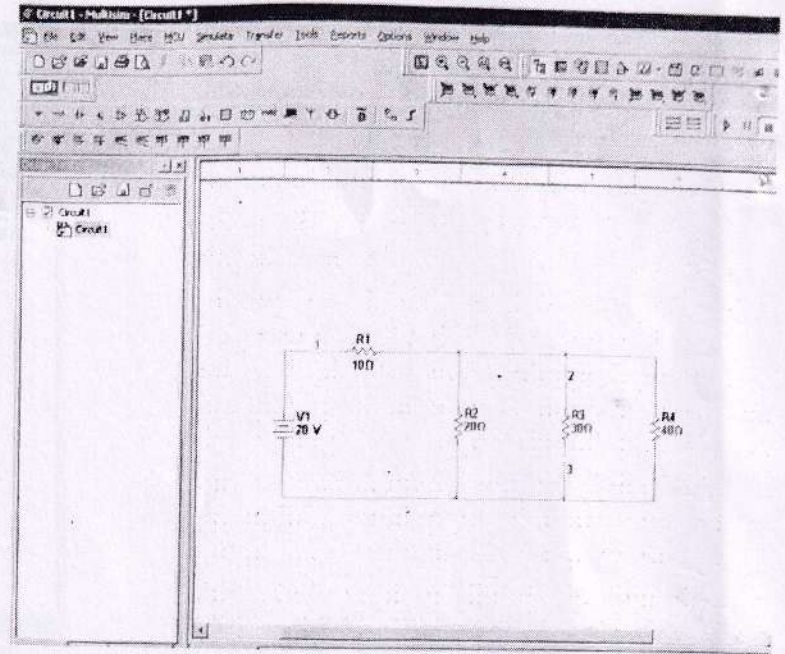 Circuit1 - Multisim - [Circuit1 *]
File Edit View Place MCU Simulate Transfer Tools Reports Options Window Help
Circuit1
Circuit1
1
R1
10Ω
2
V1
20 V
R2
20Ω
R3
30Ω
R4
40Ω
3